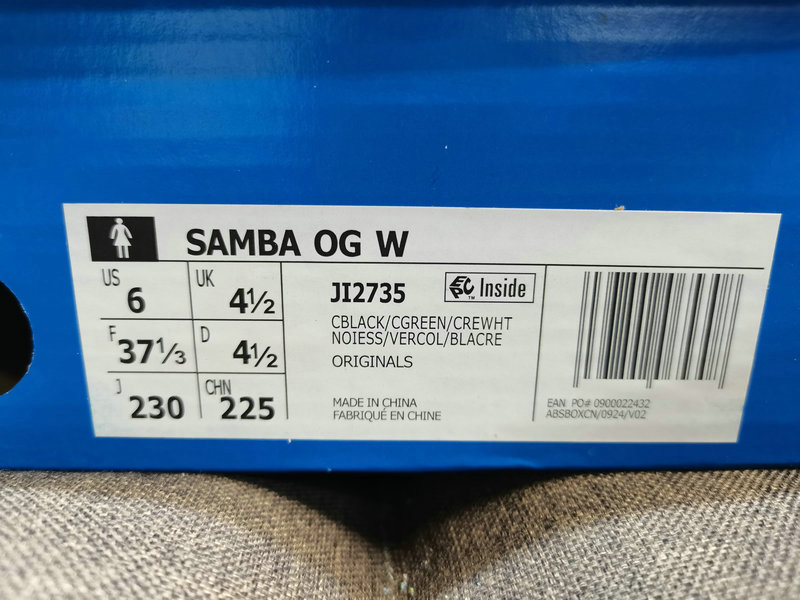 SAMBA OG W
US 6
UK 4½
F 37⅓
D 4½
J 230
CHN 225
JI2735
EPC™ Inside
CBLACK/CGREEN/CREWHT
NOIESS/VERCOL/BLACRE
ORIGINALS
MADE IN CHINA
FABRIQUÉ EN CHINE
EAN PO# 0900022432
ABSBOXCN/0924/V02